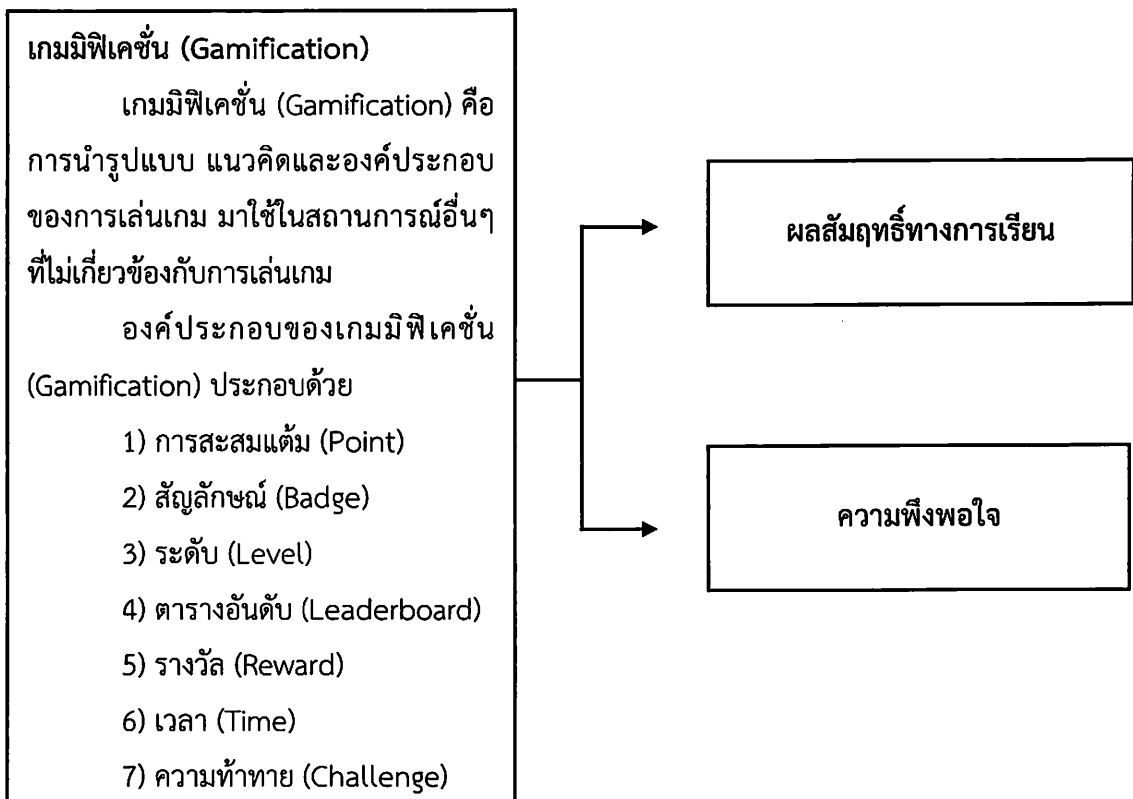 เกมมิฟิเคชั่น (Gamification)
เกมมิฟิเคชั่น (Gamification) คือ
การนำรูปแบบ แนวคิดและองค์ประกอบ
ของการเล่นเกม มาใช้ในสถานการณ์อื่นๆ
ที่ไม่เกี่ยวข้องกับการเล่นเกม
องค์ประกอบของเกมมิฟิเคชั่น
(Gamification) ประกอบด้วย
1) การสะสมแต้ม (Point)
2) สัญลักษณ์ (Badge)
3) ระดับ (Level)
4) ตารางอันดับ (Leaderboard)
5) รางวัล (Reward)
6) เวลา (Time)
7) ความท้าทาย (Challenge)
ผลสัมฤทธิ์ทางการเรียน
ความพึงพอใจ